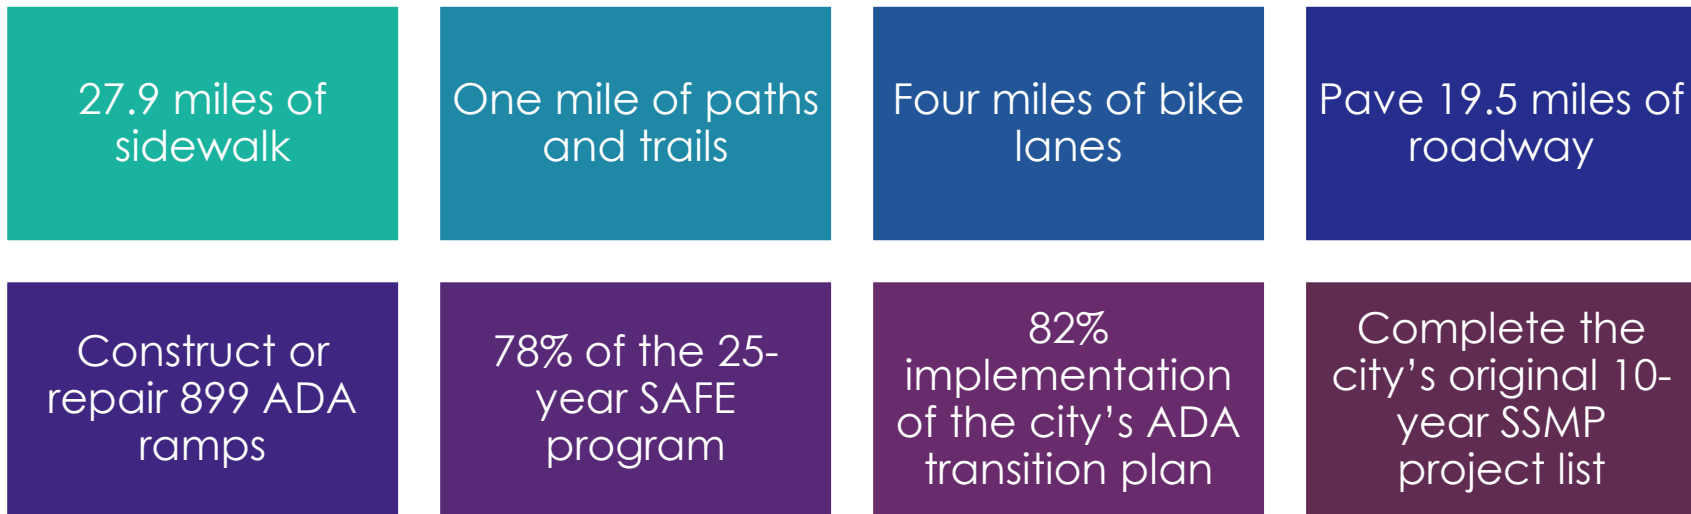 27.9 miles of
sidewalk
One mile of paths
and trails
Four miles of bike
lanes
Pave 19.5 miles of
roadway
Construct or
repair 899 ADA
ramps
78% of the 25-
year SAFE
program
82%
implementation
of the city’s ADA
transition plan
Complete the
city’s original 10-
year SSMP
project list